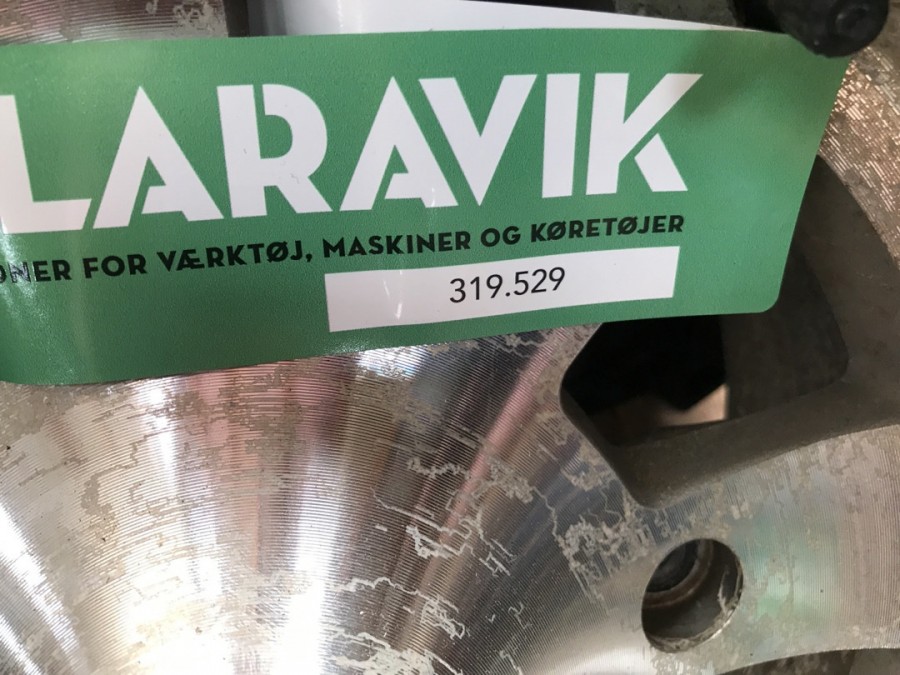 LARAVIK
FOR VÆRKTØJ, MASKINER OG KØRETØJER
319.529